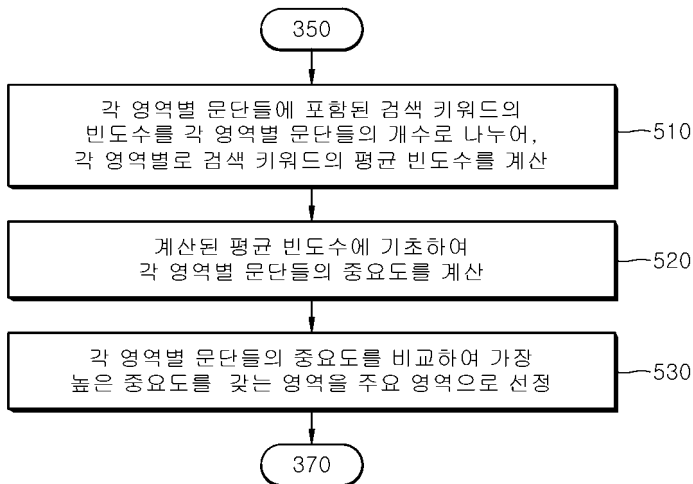 350
각 영역별 문단들에 포함된 검색 키워드의
빈도수를 각 영역별 문단들의 개수로 나누어,
각 영역별로 검색 키워드의 평균 빈도수를 계산
510
계산된 평균 빈도수에 기초하여
각 영역별 문단들의 중요도를 계산
520
각 영역별 문단들의 중요도를 비교하여 가장
높은 중요도를 갖는 영역을 주요 영역으로 선정
530
370